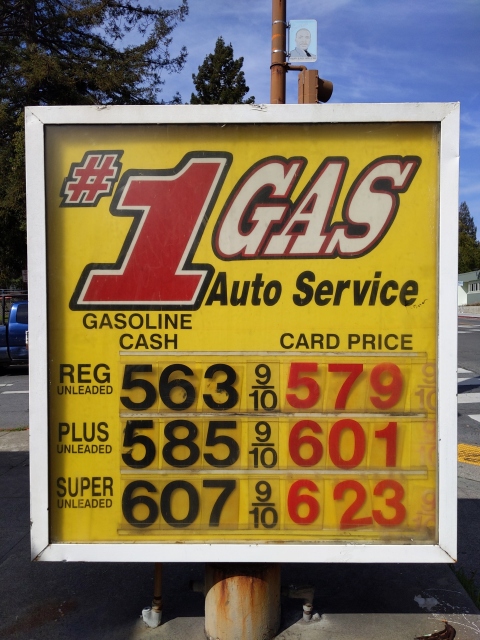 #1 GAS
Auto Service
GASOLINE
CASH CARD PRICE
REG UNLEADED 563 9/10 579
PLUS UNLEADED 585 9/10 601
SUPER UNLEADED 607 9/10 623